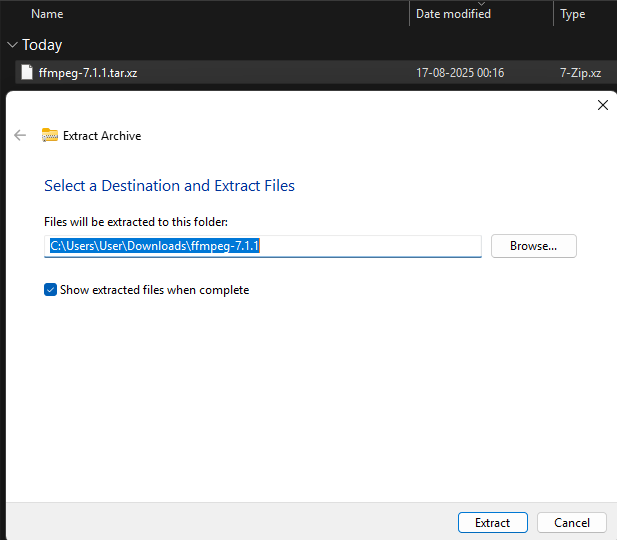 Name Date modified Type
Today
ffmpeg-7.1.1.tar.xz 17-08-2025 00:16 7-Zip.xz
Extract Archive
Select a Destination and Extract Files
Files will be extracted to this folder:
C:\Users\User\Downloads\ffmpeg-7.1.1 Browse...
Show extracted files when complete
Extract Cancel